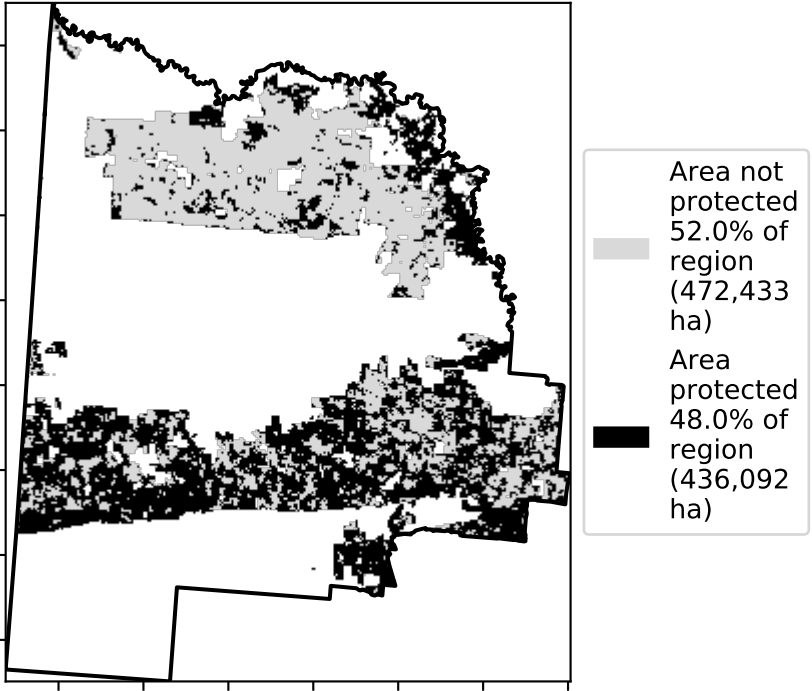 Area not
protected
52.0% of
region
(472,433
ha)
Area
protected
48.0% of
region
(436,092
ha)